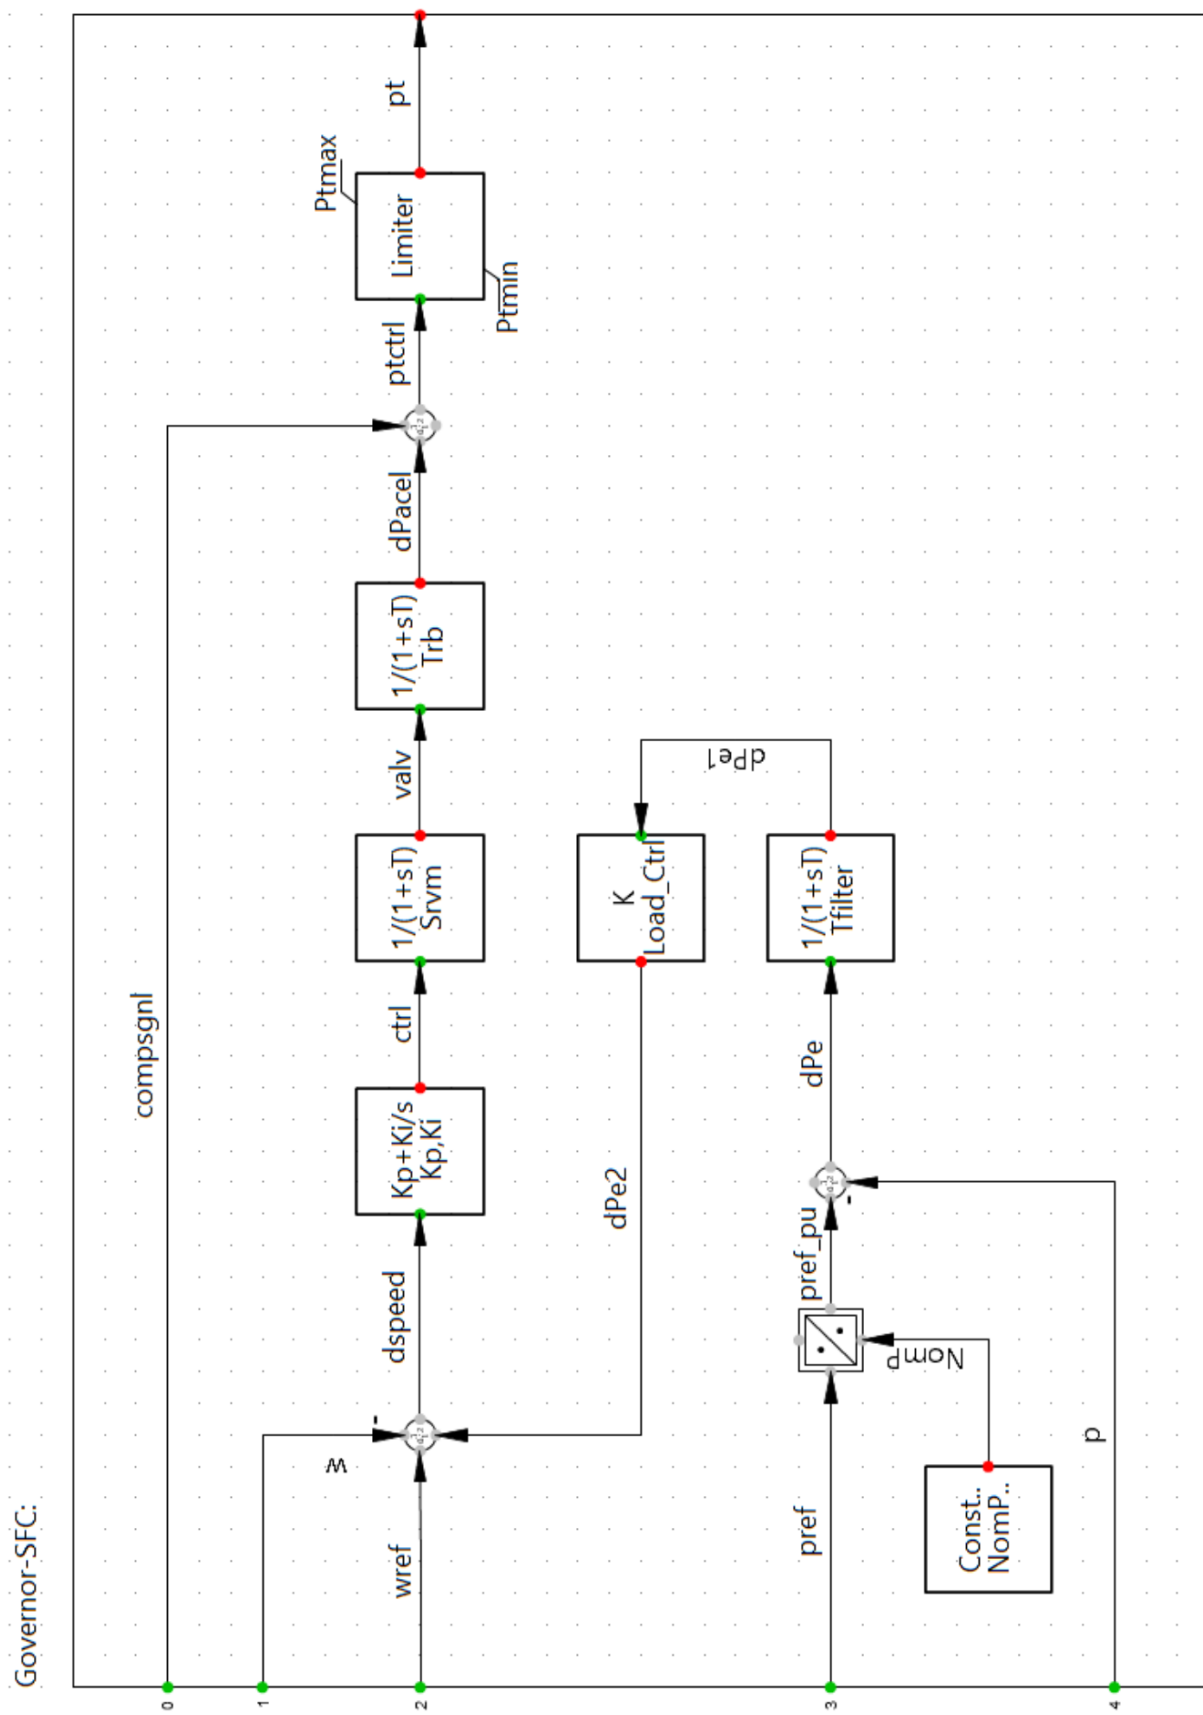 Governor-SFC:
0
compsgnl
1
w
-
2
wref
dspeed
Kp+Ki/s
Kp,Ki
ctrl
1/(1+sT)
Srvm
valv
1/(1+sT)
Trb
dPacel
ptctrl
Limiter
Ptmax
Ptmin
pt
dPe2
K
Load_Ctrl
dPe1
3
pref
pref_pu
-
dPe
1/(1+sT)
Tfilter
NomP
Const..
NomP..
4
p